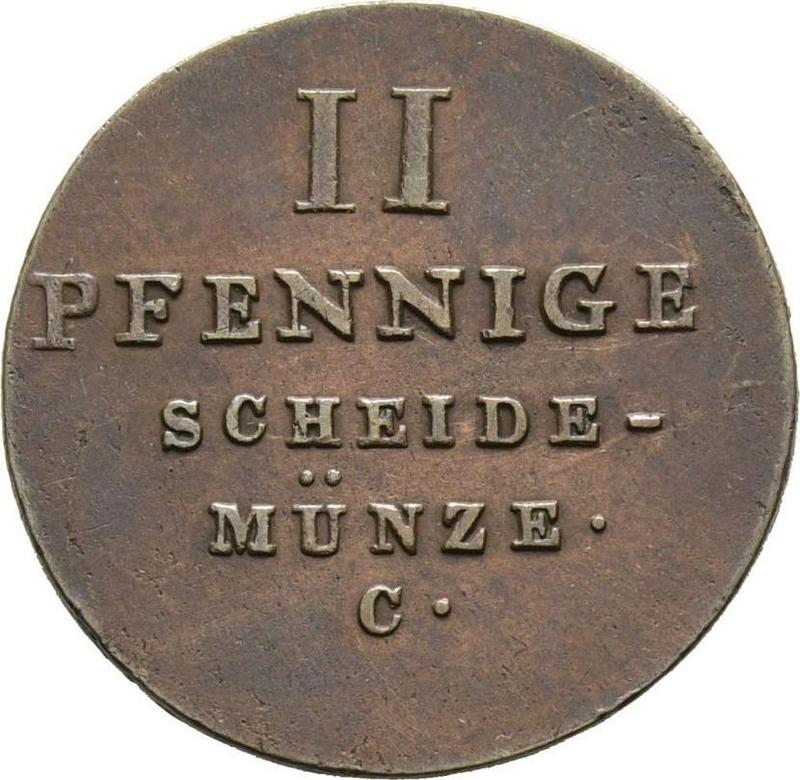 II
PFENNIGE
SCHEIDE-
MÜNZE.
C.